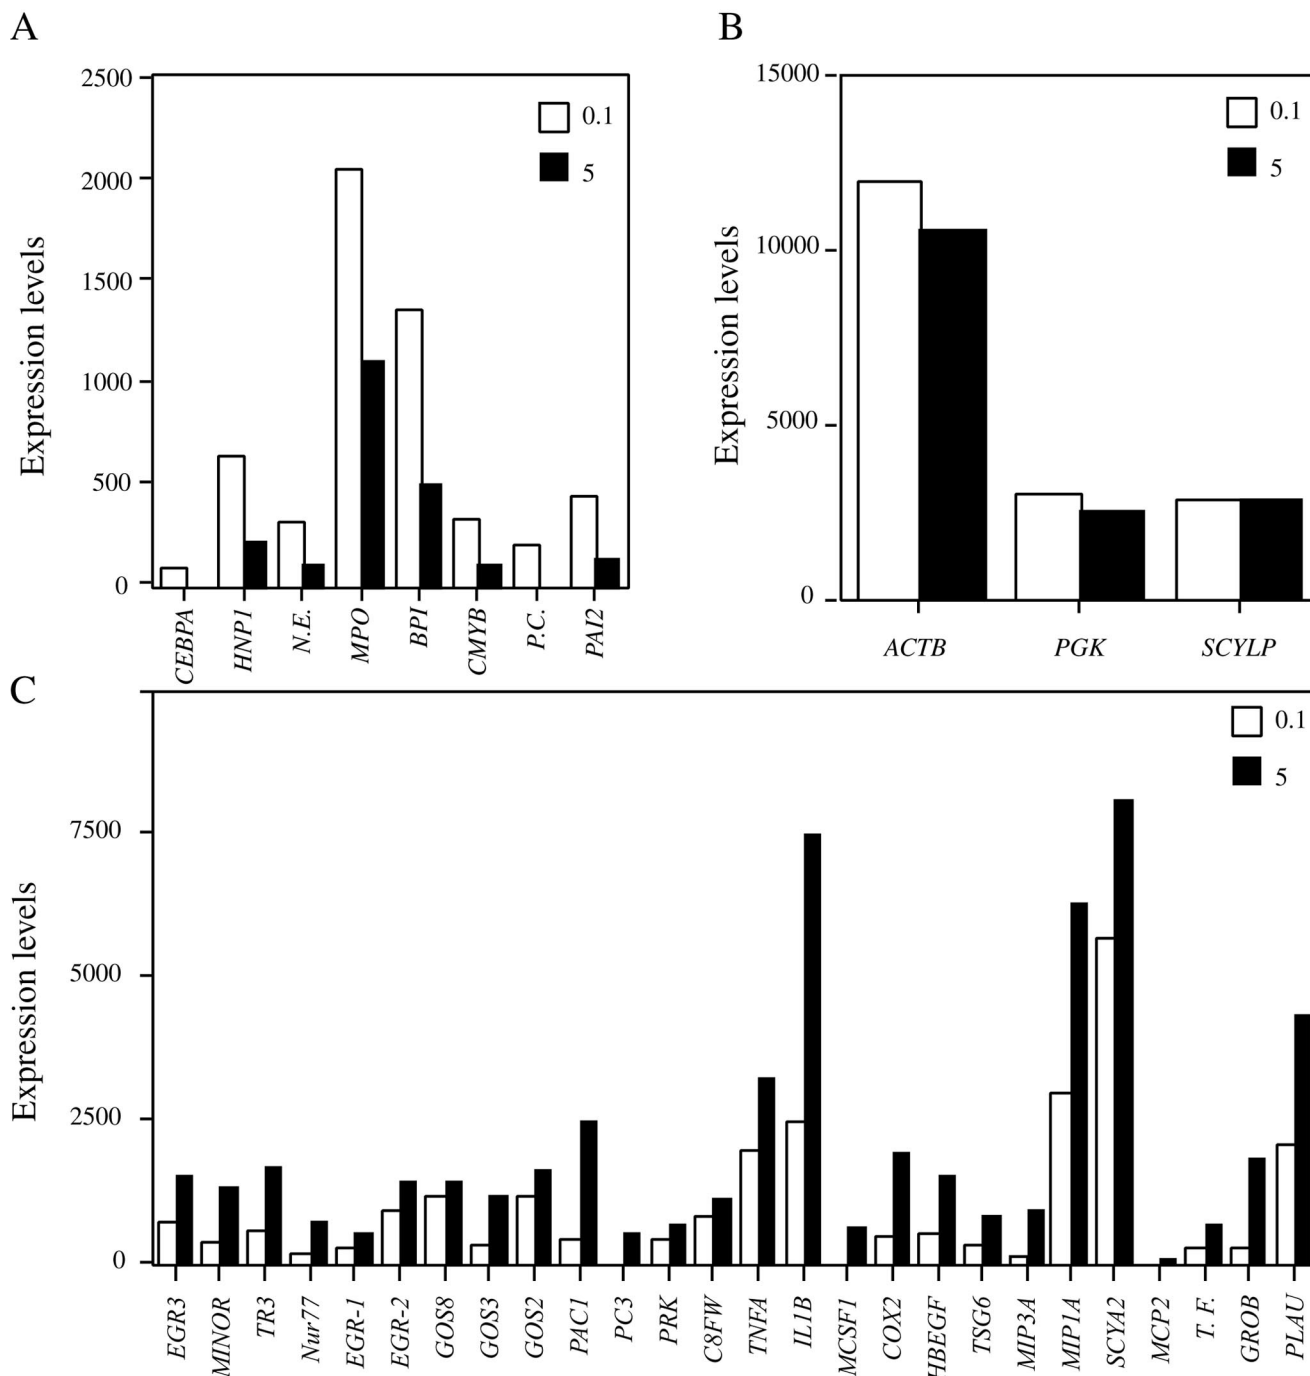 A
2500
2000
1500
1000
500
0
Expression levels
0.1
5
CEBPA
HNP1
N.E.
MPO
BPI
CMYB
P.C.
PAI2
B
15000
10000
5000
0
Expression levels
0.1
5
ACTB
PGK
SCYLP
C
7500
5000
2500
0
Expression levels
0.1
5
EGR3
MINOR
TR3
Nur77
EGR-1
EGR-2
GOS8
GOS3
GOS2
PAC1
PC3
PRK
C8FW
TNFA
IL1B
MCSF1
COX2
HBEGF
TSG6
MIP3A
MIP1A
SCYA2
MCP2
T. F.
GROB
PLAU